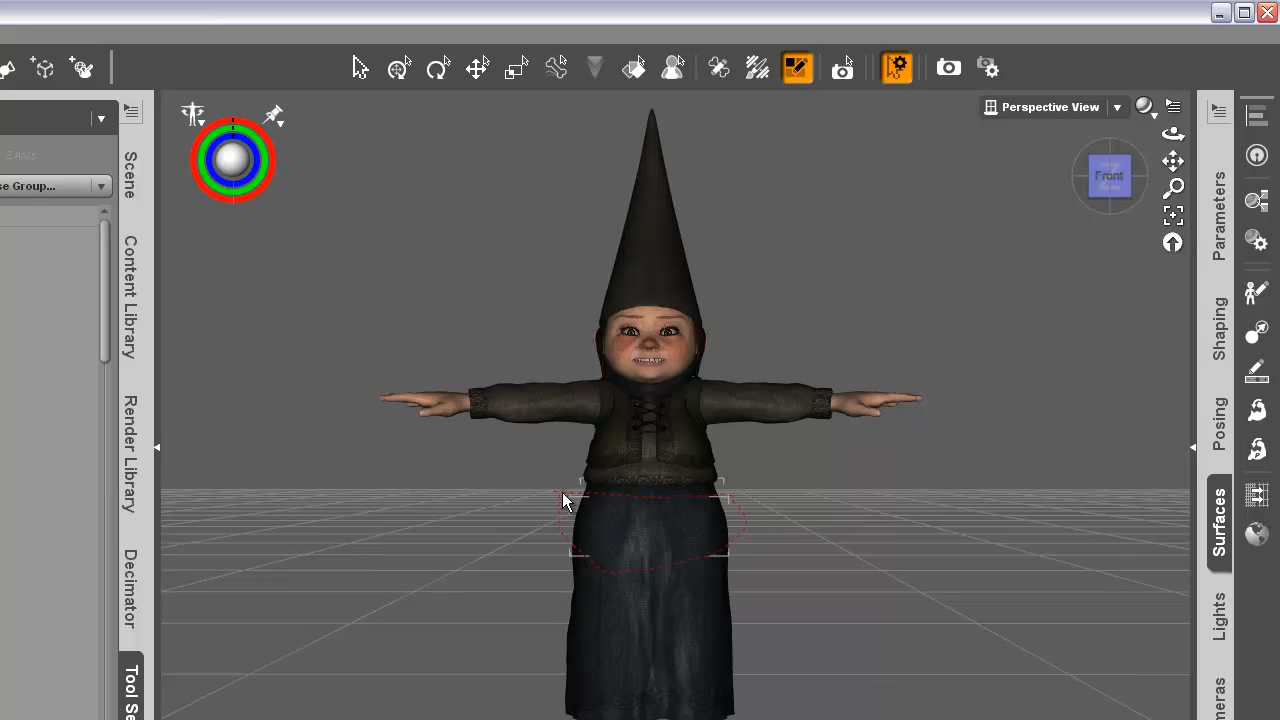 Perspective View
Z Axis
se Group...
Scene
Content Library
Render Library
Decimator
Tool Se
Front
Parameters
Shaping
Posing
Surfaces
Lights
meras